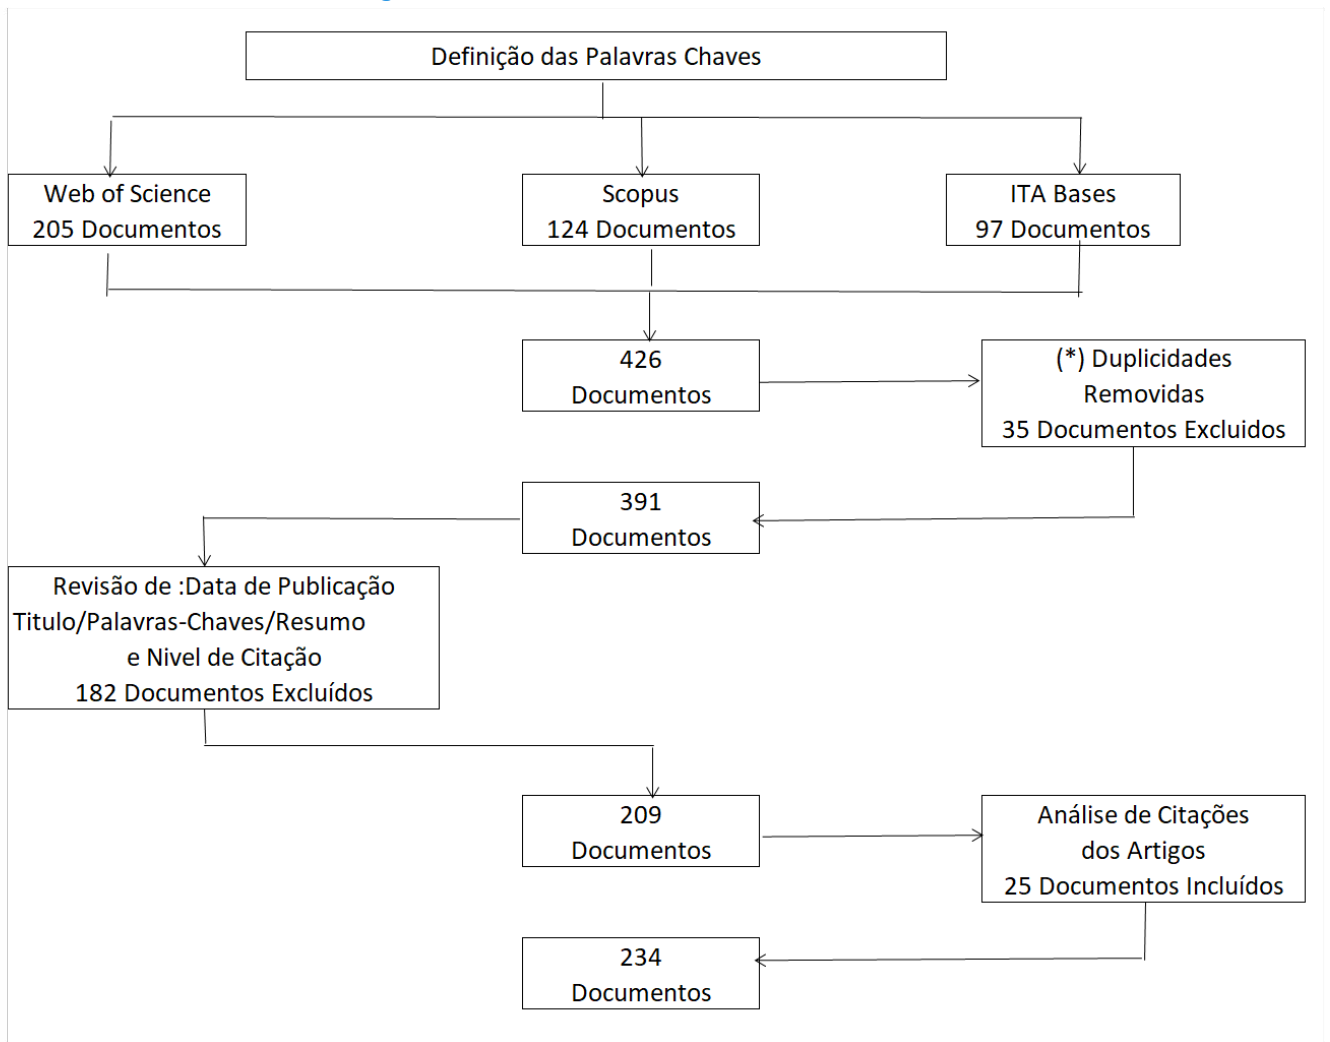 Definição das Palavras Chaves
Web of Science
205 Documentos
Scopus
124 Documentos
ITA Bases
97 Documentos
426
Documentos
(*) Duplicidades
Removidas
35 Documentos Excluidos
391
Documentos
Revisão de :Data de Publicação
Titulo/Palavras-Chaves/Resumo
e Nivel de Citação
182 Documentos Excluídos
209
Documentos
Análise de Citações
dos Artigos
25 Documentos Incluídos
234
Documentos